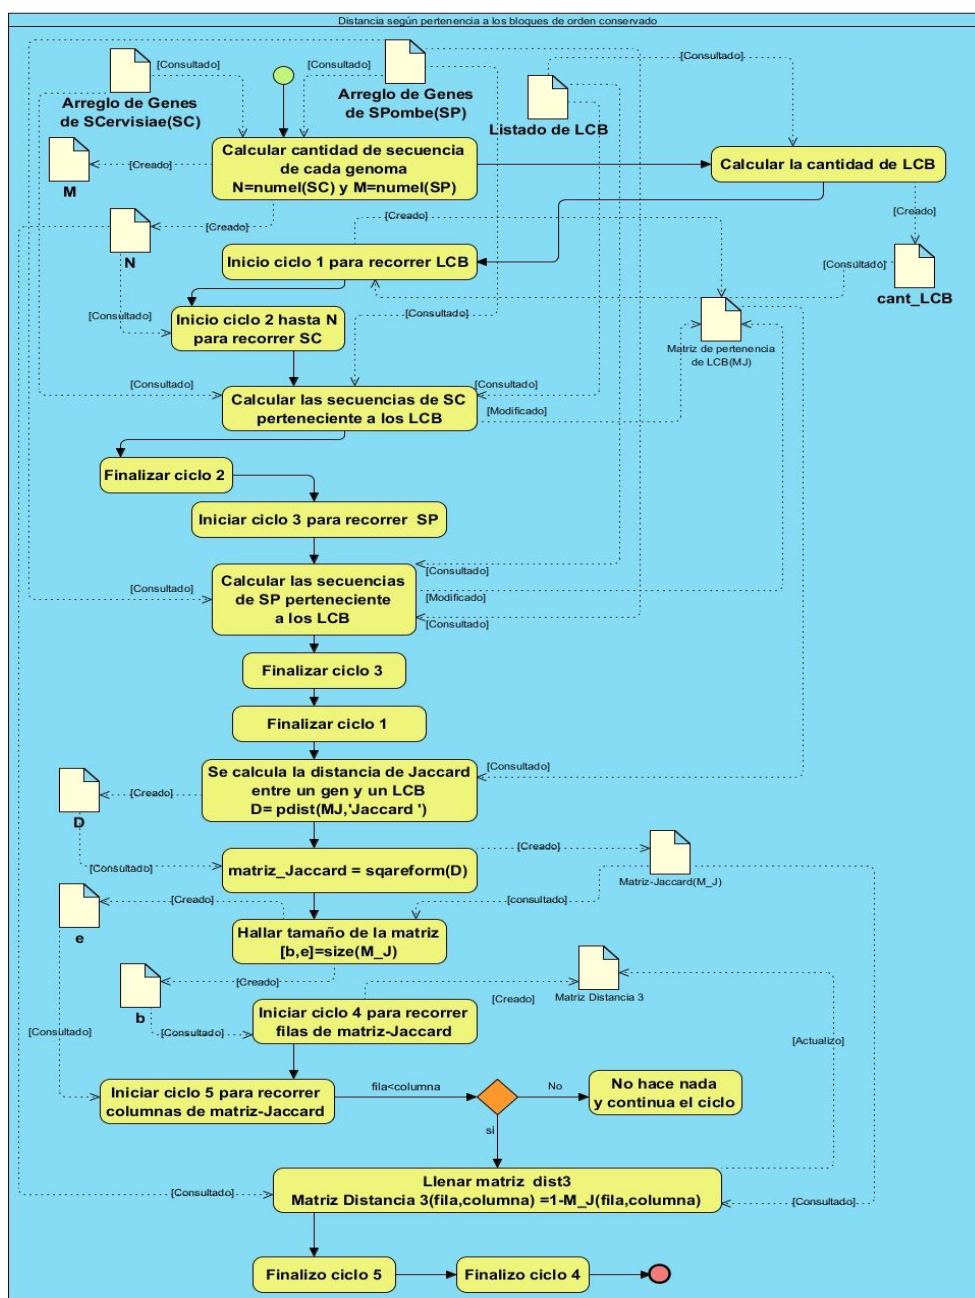 Distancia según pertenencia a los bloques de orden conservado
[Consultado]
[Consultado]
[Consultado]
Arreglo de Genes
de SCervisiae(SC)
Arreglo de Genes
de SPombe(SP)
Listado de LCB
Calcular cantidad de secuencia
de cada genoma
N=numel(SC) y M=numel(SP)
Calcular la cantidad de LCB
[Creado]
M
[Creado]
[Creado]
[Creado]
N
Inicio ciclo 1 para recorrer LCB
[Consultado]
cant_LCB
[Consultado]
Inicio ciclo 2 hasta N
para recorrer SC
[Consultado]
Matriz de pertenencia
de LCB(MJ)
[Consultado]
Calcular las secuencias de SC
perteneciente a los LCB
[Consultado]
[Modificado]
Finalizar ciclo 2
Iniciar ciclo 3 para recorrer SP
[Consultado]
Calcular las secuencias
de SP perteneciente
a los LCB
[Consultado]
[Modificado]
[Consultado]
Finalizar ciclo 3
Finalizar ciclo 1
Se calcula la distancia de Jaccard
entre un gen y un LCB
D= pdist(MJ,'Jaccard ')
[Consultado]
[Creado]
D
[Consultado]
matriz_Jaccard = sqareform(D)
[Creado]
Matriz-Jaccard(M_J)
[Creado]
[consultado]
e
Hallar tamaño de la matriz
[b,e]=size(M_J)
[Creado]
b
[Consultado]
[Consultado]
Iniciar ciclo 4 para recorrer
filas de matriz-Jaccard
[Creado]
Matriz Distancia 3
[Actualizo]
Iniciar ciclo 5 para recorrer
columnas de matriz-Jaccard
fila<columna
No
No hace nada
y continua el ciclo
si
[Consultado]
Llenar matriz dist3
Matriz Distancia 3(fila,columna) =1-M_J(fila,columna)
[Consultado]
Finalizo ciclo 5
Finalizo ciclo 4